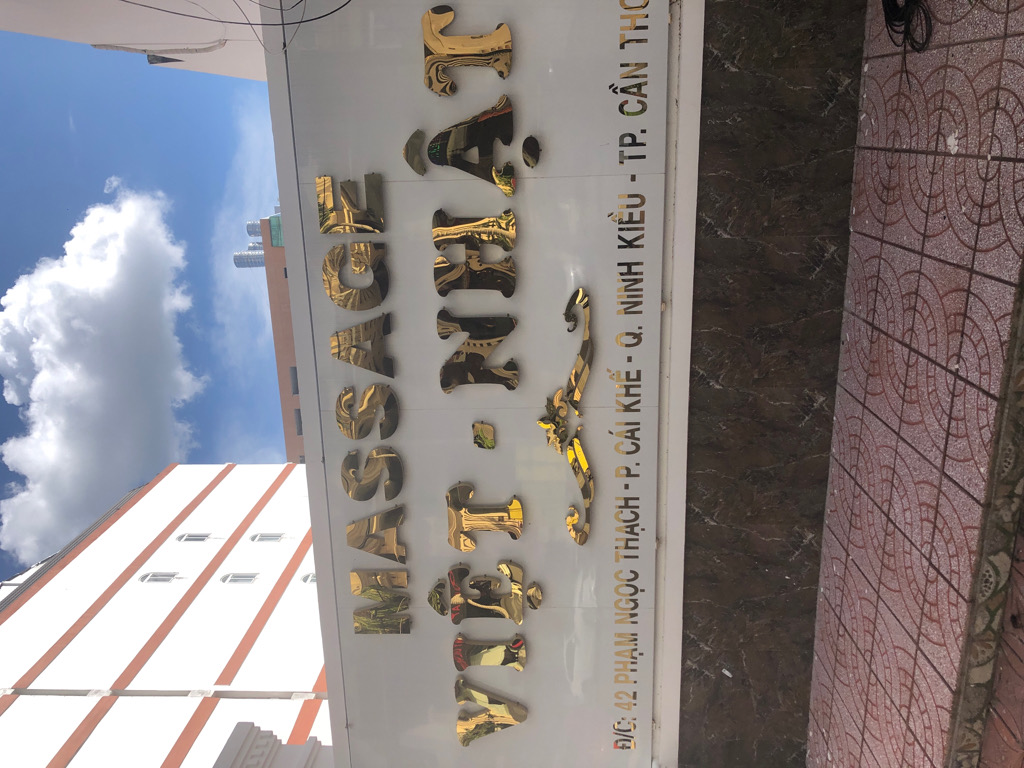 MASSAGE
VIỆT - NHẬT
Đ/C: 42 PHẠM NGỌC THẠCH - P. CÁI KHẾ - Q. NINH KIỀU - TP. CẦN THƠ